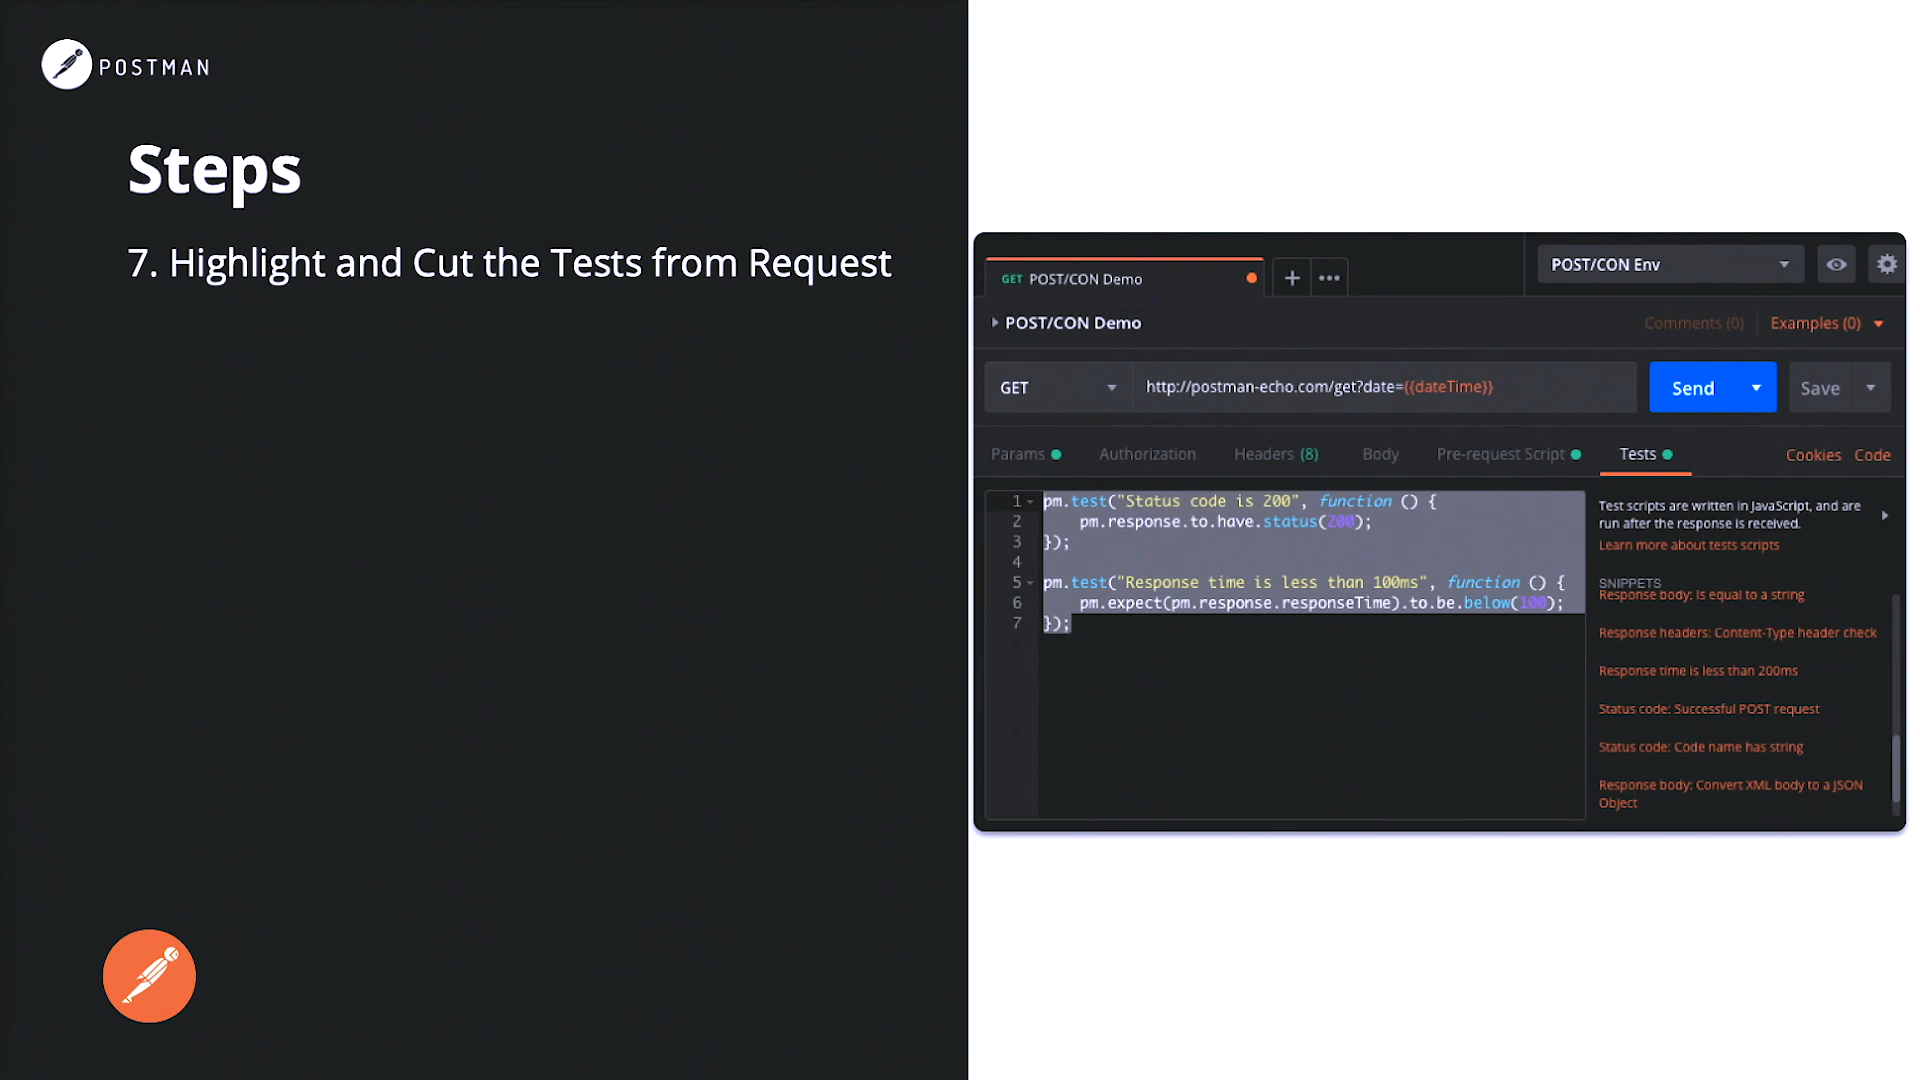 POSTMAN
Steps
7. Highlight and Cut the Tests from Request
GET POST/CON Demo
POST/CON Env
POST/CON Demo
Comments (0)
Examples (0)
GET
http://postman-echo.com/get?date={{dateTime}}
Send
Save
Params
Authorization
Headers (8)
Body
Pre-request Script
Tests
Cookies
Code
1 pm.test("Status code is 200", function () {
2 pm.response.to.have.status(200);
3 });
4
5 pm.test("Response time is less than 100ms", function () {
6 pm.expect(pm.response.responseTime).to.be.below(100);
7 });
Test scripts are written in JavaScript, and are
run after the response is received.
Learn more about tests scripts
SNIPPETS
Response body: Is equal to a string
Response headers: Content-Type header check
Response time is less than 200ms
Status code: Successful POST request
Status code: Code name has string
Response body: Convert XML body to a JSON
Object